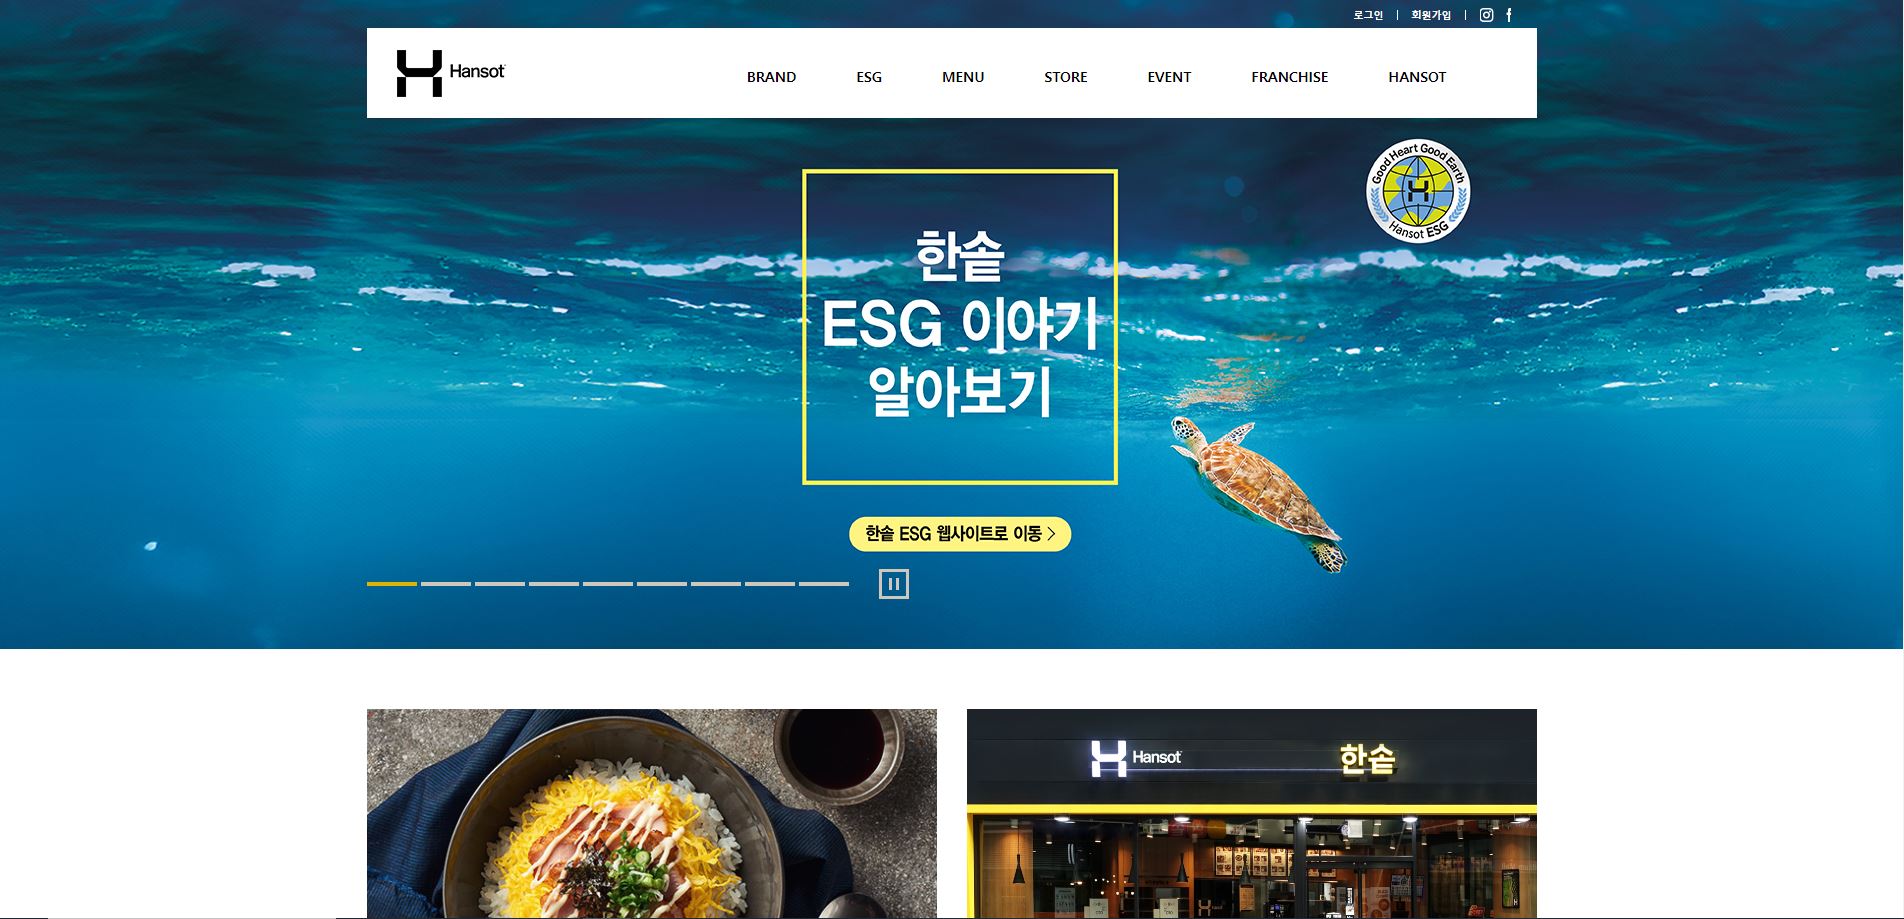 로그인
회원가입
Hansot
BRAND
ESG
MENU
STORE
EVENT
FRANCHISE
HANSOT
Good Heart Good Earth
Hansot ESG
한솥
ESG 이야기
알아보기
한솥 ESG 웹사이트로 이동 >
Hansot
한솥
Hansot